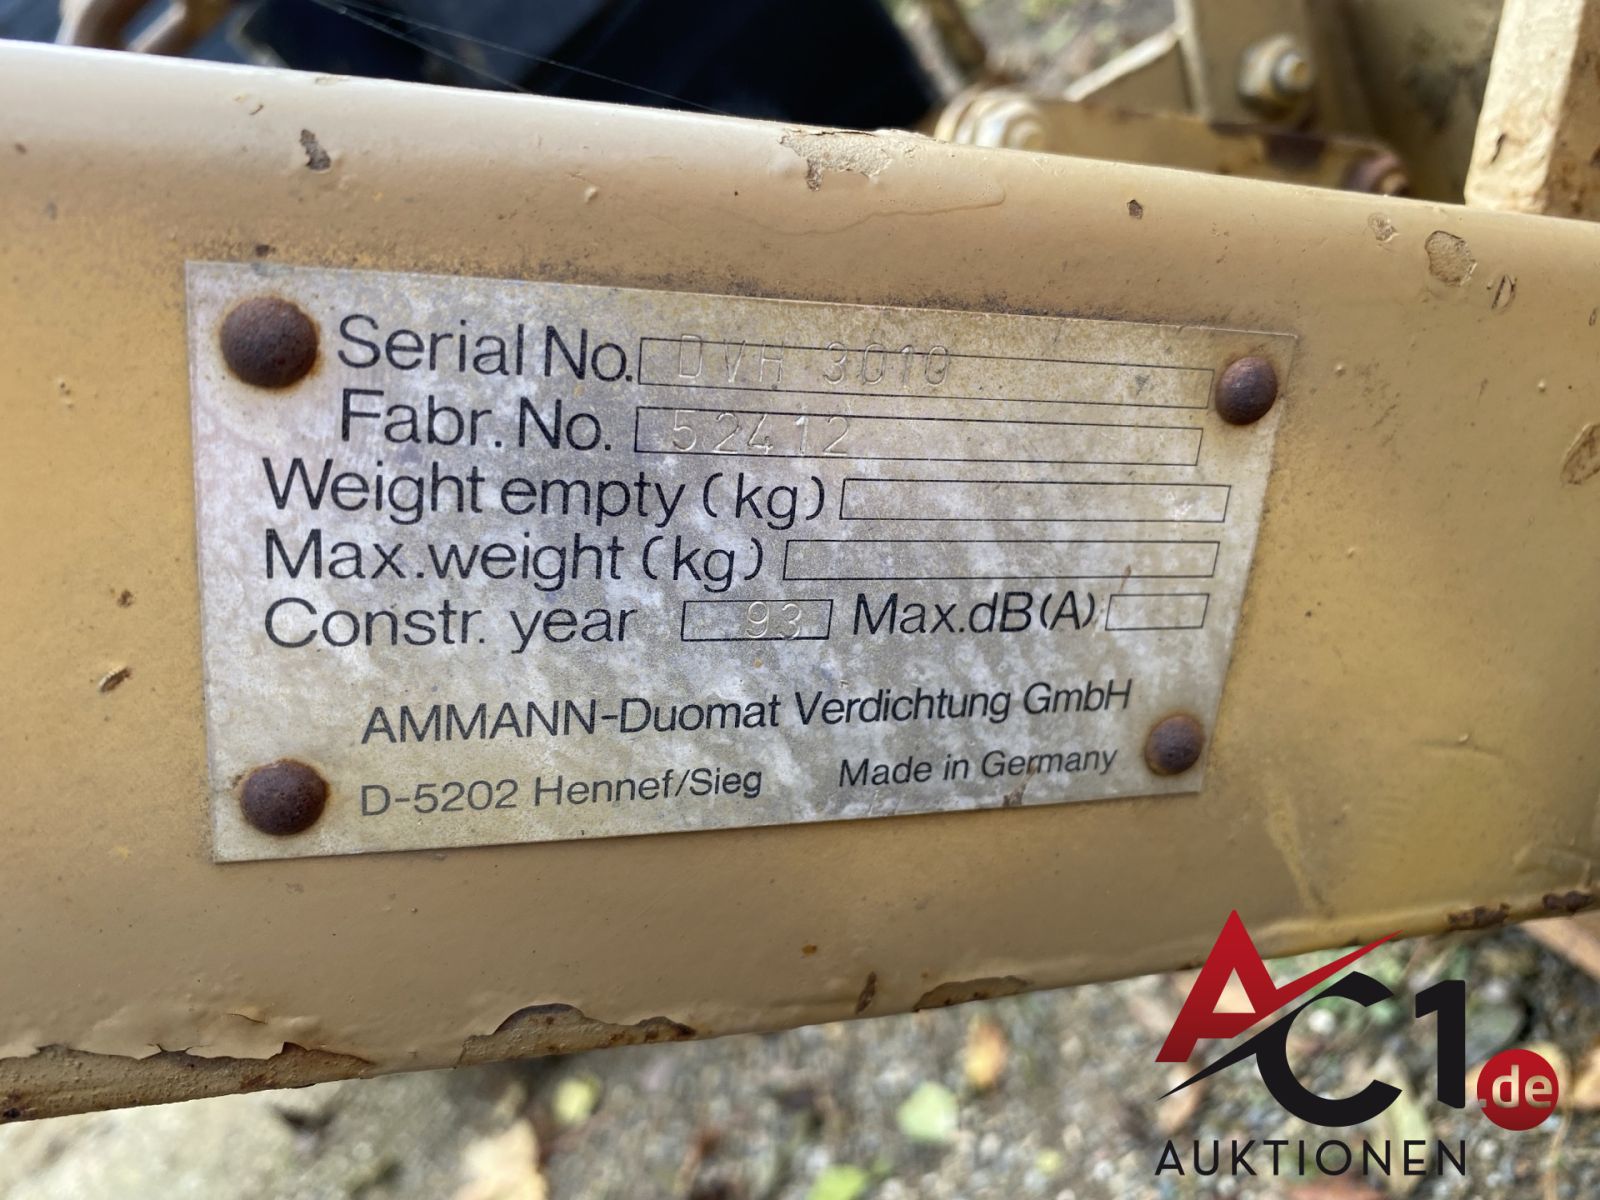 Serial No. DVH 3010
Fabr. No. 52412
Weight empty (kg)
Max. weight (kg)
Constr. year 93 Max. dB(A)
AMMANN-Duomat Verdichtung GmbH
D-5202 Hennef/Sieg Made in Germany
AC1.de
AUKTIONEN